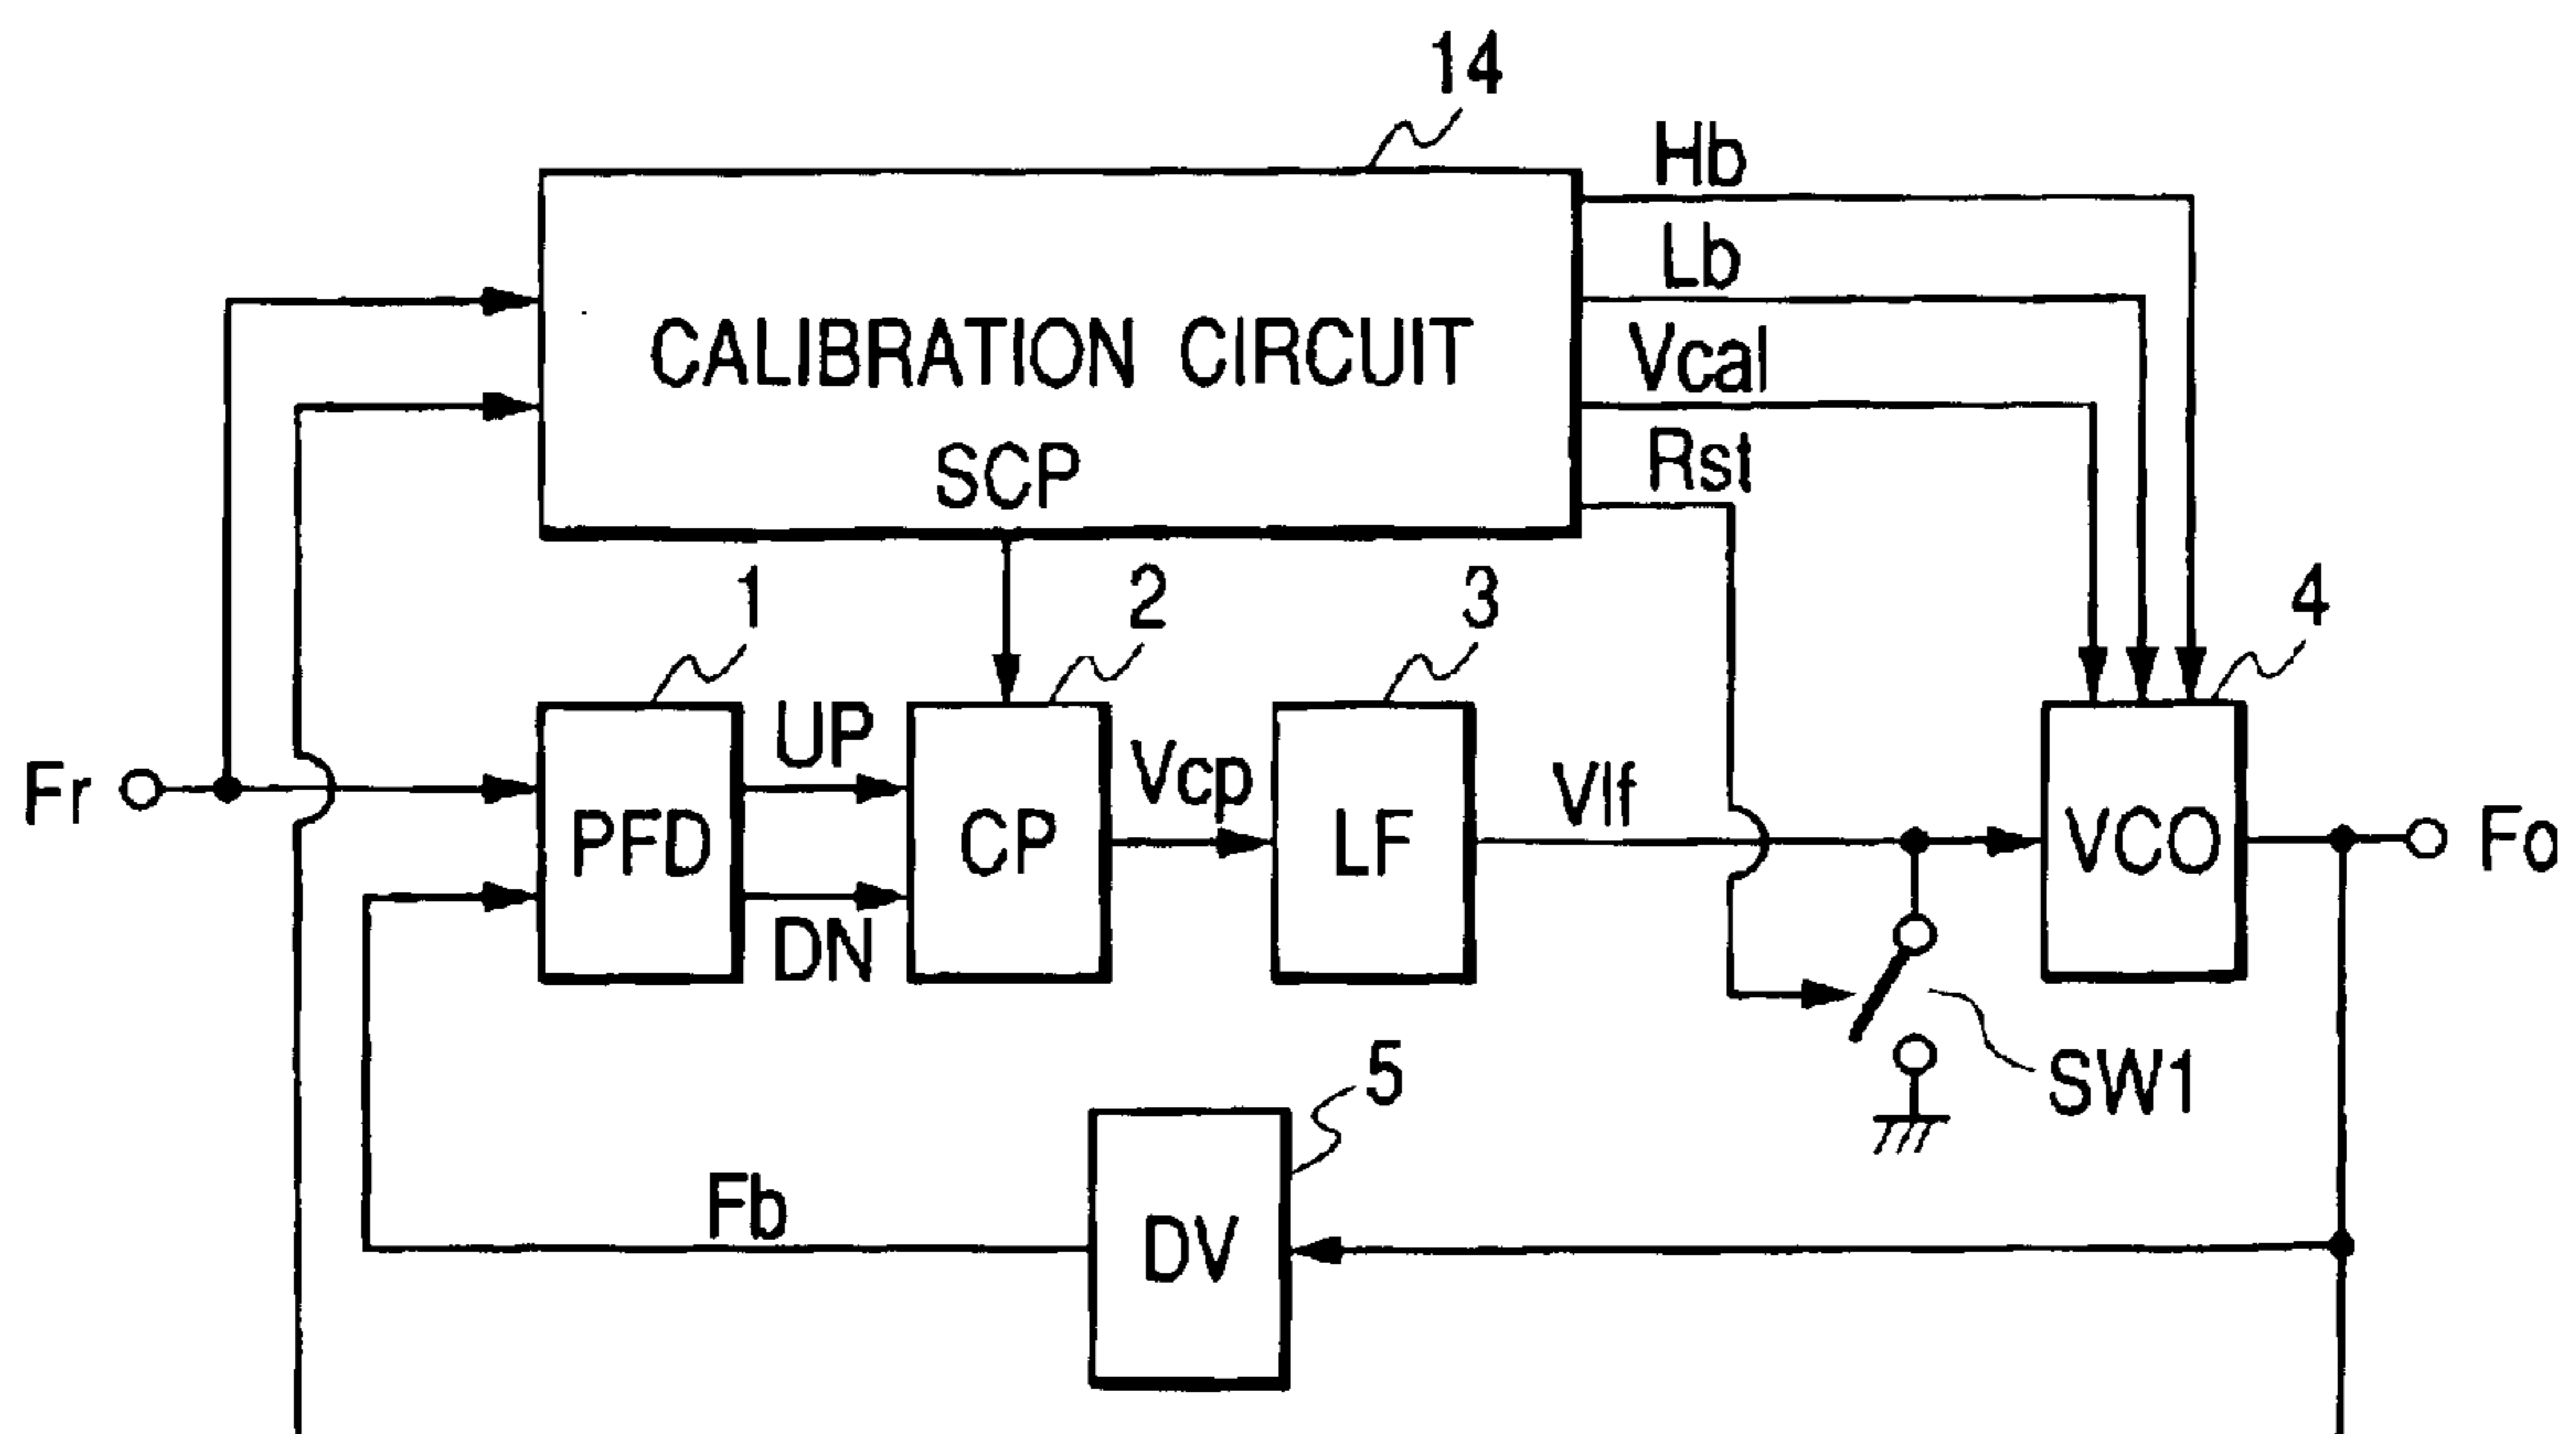 14
Hb
Lb
CALIBRATION CIRCUIT
Vcal
SCP
Rst
1
2
3
4
UP
Vcp
Vlf
Fr
PFD
CP
LF
VCO
Fo
DN
SW1
5
Fb
DV